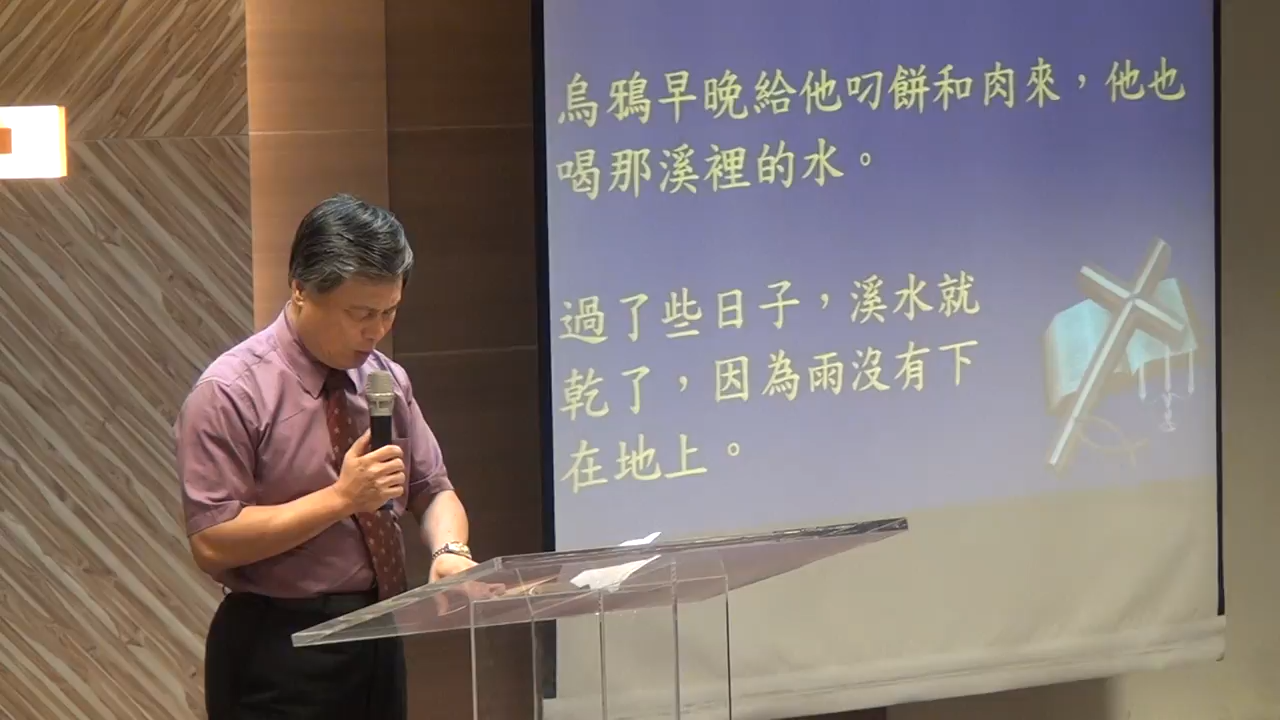 烏鴉早晚給他叼餅和肉來，他也
喝那溪裡的水。
過了些日子，溪水就
乾了，因為雨沒有下
在地上。